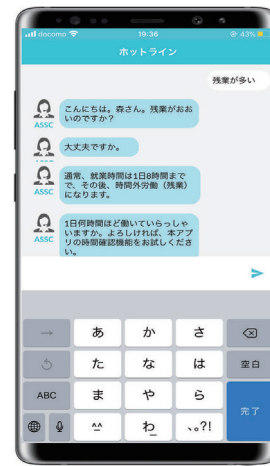 docomo 19:36 43%
ホットライン
残業が多い
こんにちは。森さん。残業がおお
いのですか？
ASSC
大丈夫ですか。
通常、就業時間は1日8時間ま
で、その後、時間外労働（残業）
になります。
ASSC
1日何時間ほど働いていらっしゃ
いますか。よろしければ、本アプ
リの時間確認機能をお試しくださ
い。
ASSC
→ あ か さ
た な は 空白
ABC ま や ら
^^ わ 、。?! 完了